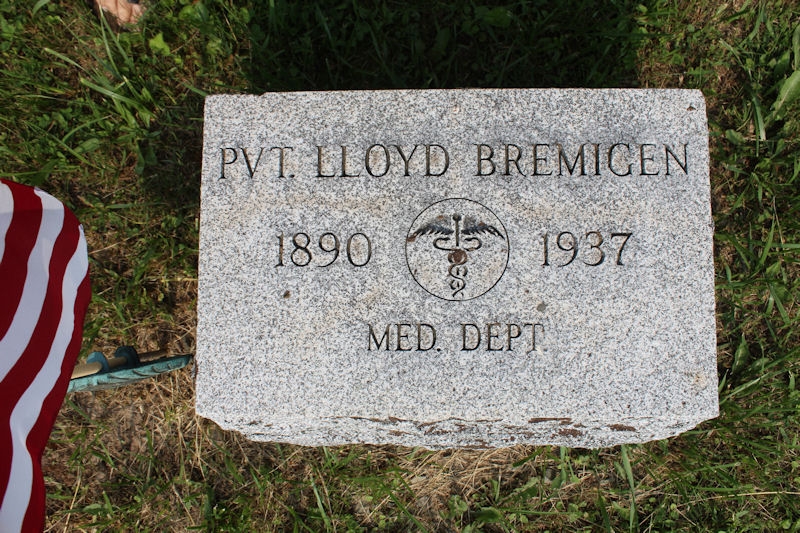 PVT. LLOYD BREMIGEN
1890 1937
MED. DEPT